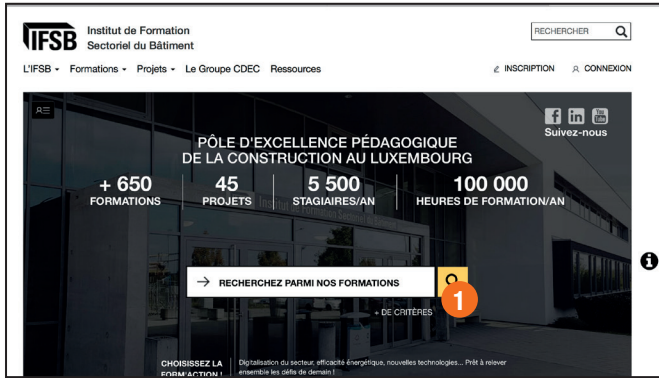 IFSB
Institut de Formation
Sectoriel du Bâtiment
RECHERCHER
L'IFSB Formations Projets Le Groupe CDEC Ressources
INSCRIPTION CONNEXION
Suivez-nous
PÔLE D'EXCELLENCE PÉDAGOGIQUE
DE LA CONSTRUCTION AU LUXEMBOURG
+ 650 45 5 500 100 000
FORMATIONS PROJETS STAGIAIRES/AN HEURES DE FORMATION/AN
→ RECHERCHEZ PARMI NOS FORMATIONS
1
+ DE CRITÈRES
CHOISISSEZ LA
FORM'ACTION !
Digitalisation du secteur, efficacité énergétique, nouvelles technologies... Prêt à relever
ensemble les défis de demain !